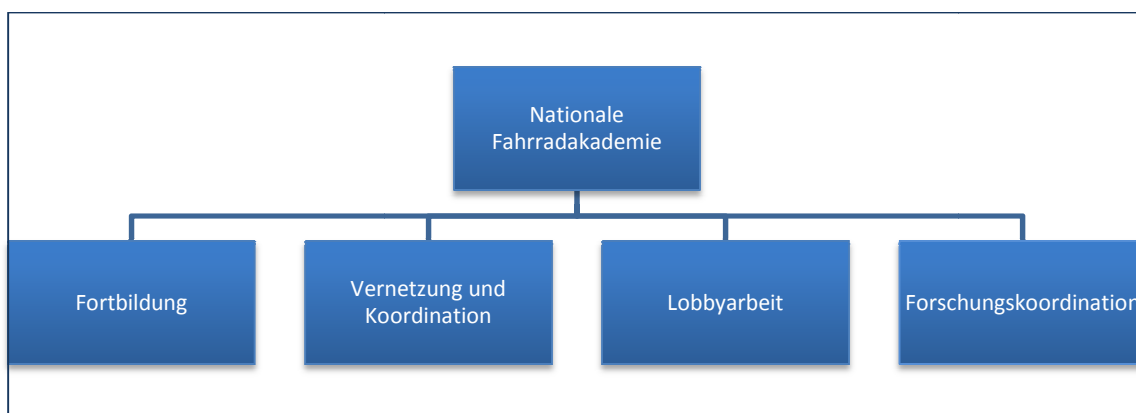 Nationale
Fahrradakademie
Fortbildung
Vernetzung und
Koordination
Lobbyarbeit
Forschungskoordination